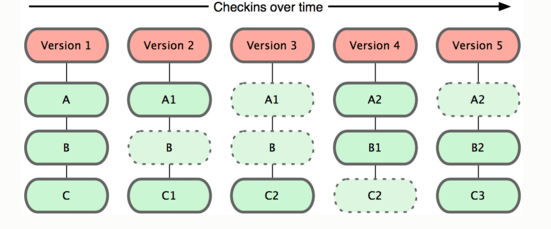 Checkins over time
Version 1 Version 2 Version 3 Version 4 Version 5
A A1 A1 A2 A2
B B B B1 B2
C C1 C2 C2 C3